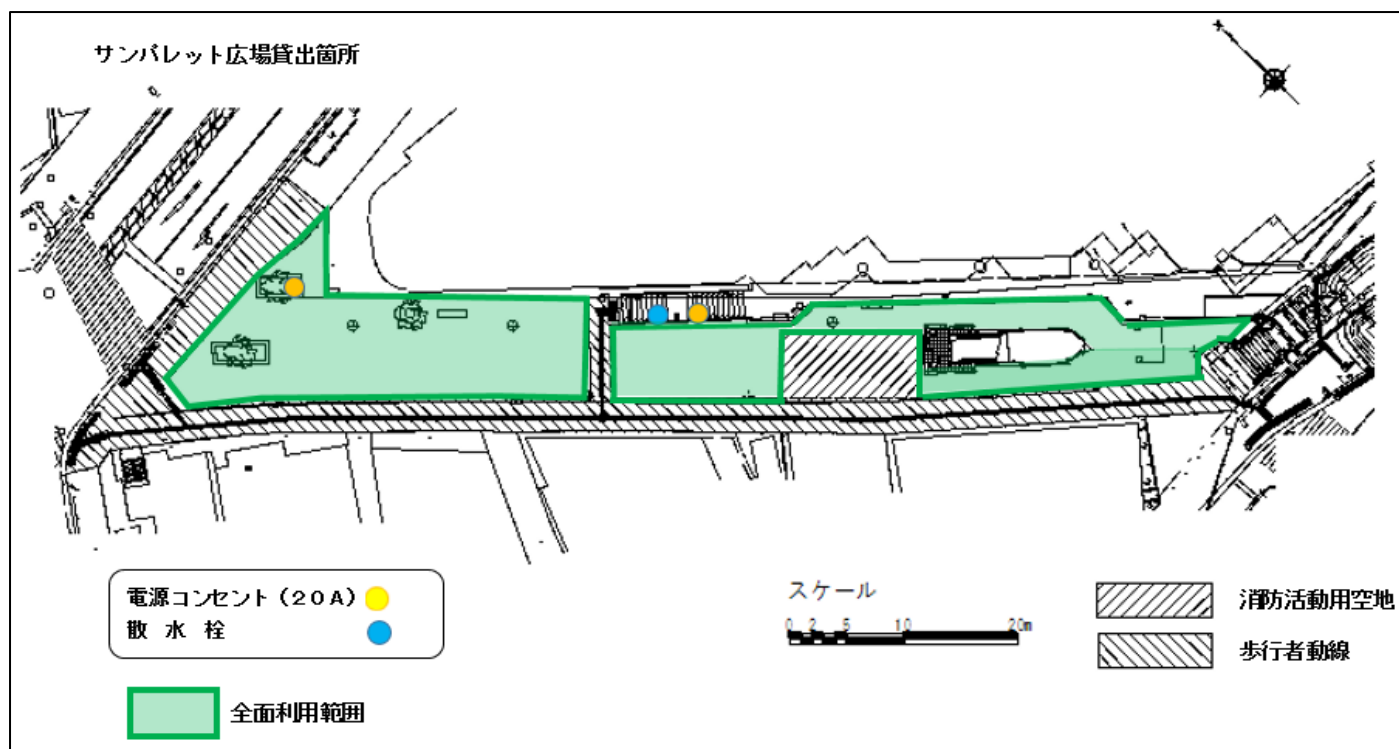 サンパレット広場貸出箇所
電源コンセント（２０Ａ）
散 水 栓
全面利用範囲
スケール
0 2 5 10 20m
消防活動用空地
歩行者動線